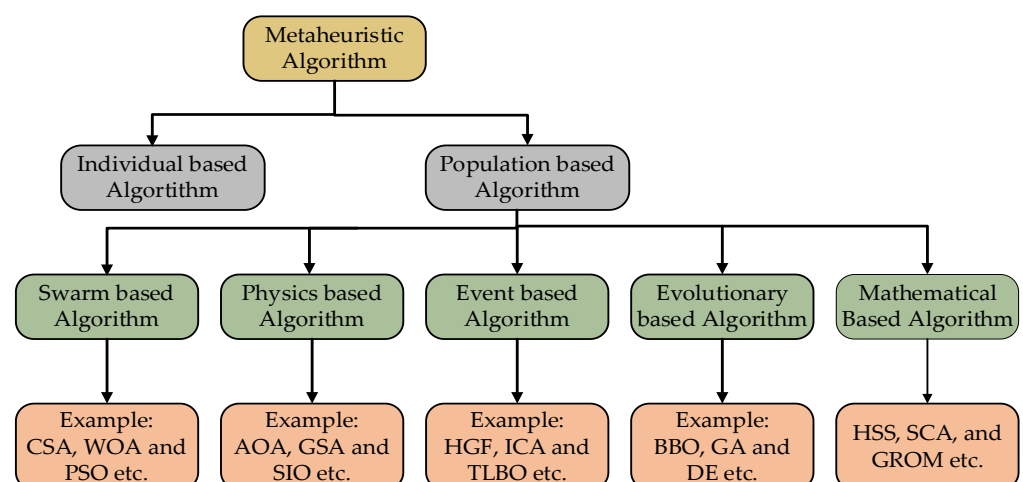 Metaheuristic
Algorithm
Individual based
Algortithm
Population based
Algorithm
Swarm based
Algorithm
Physics based
Algorithm
Event based
Algorithm
Evolutionary
based Algorithm
Mathematical
Based Algorithm
Example:
CSA, WOA and
PSO etc.
Example:
AOA, GSA and
SIO etc.
Example:
HGF, ICA and
TLBO etc.
Example:
BBO, GA and
DE etc.
HSS, SCA, and
GROM etc.